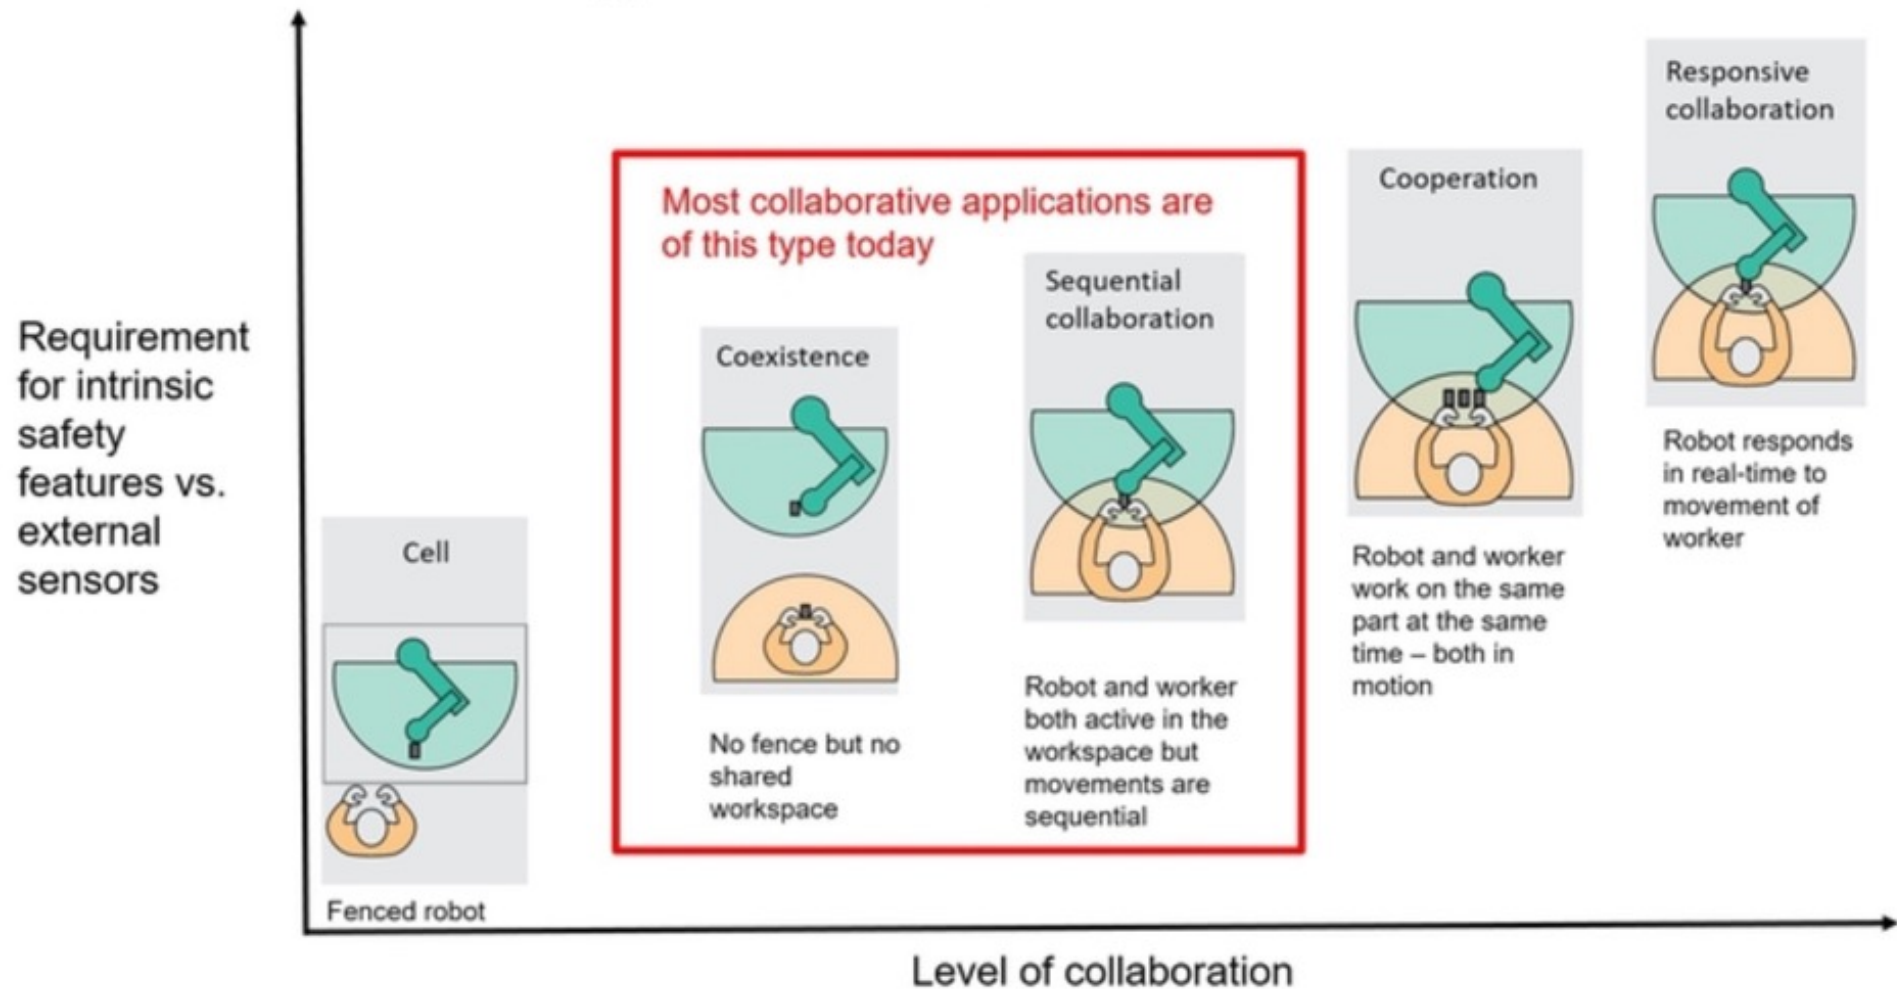 Requirement
for intrinsic
safety
features vs.
external
sensors
Cell
Fenced robot
Most collaborative applications are
of this type today
Coexistence
No fence but no
shared
workspace
Sequential
collaboration
Robot and worker
both active in the
workspace but
movements are
sequential
Cooperation
Robot and worker
work on the same
part at the same
time – both in
motion
Responsive
collaboration
Robot responds
in real-time to
movement of
worker
Level of collaboration